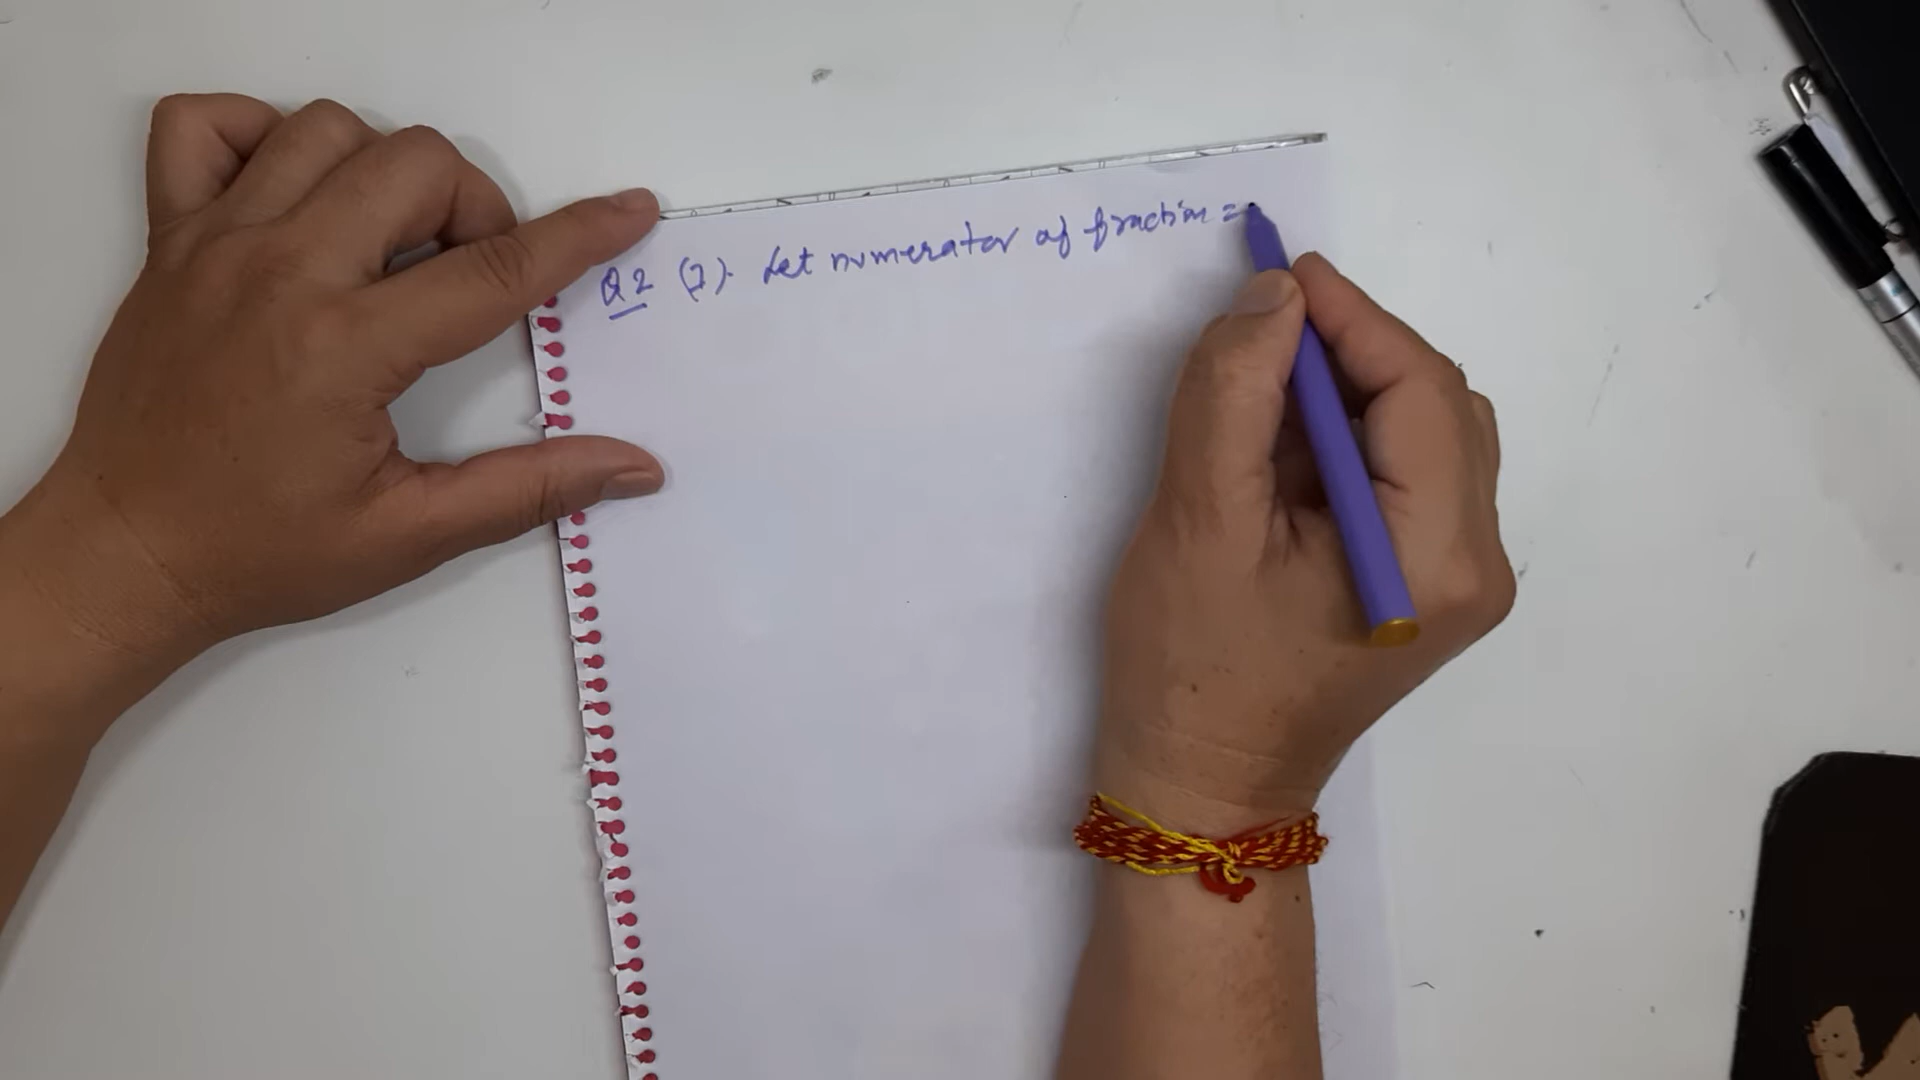 Q2 (I). Let numerator of fraction =